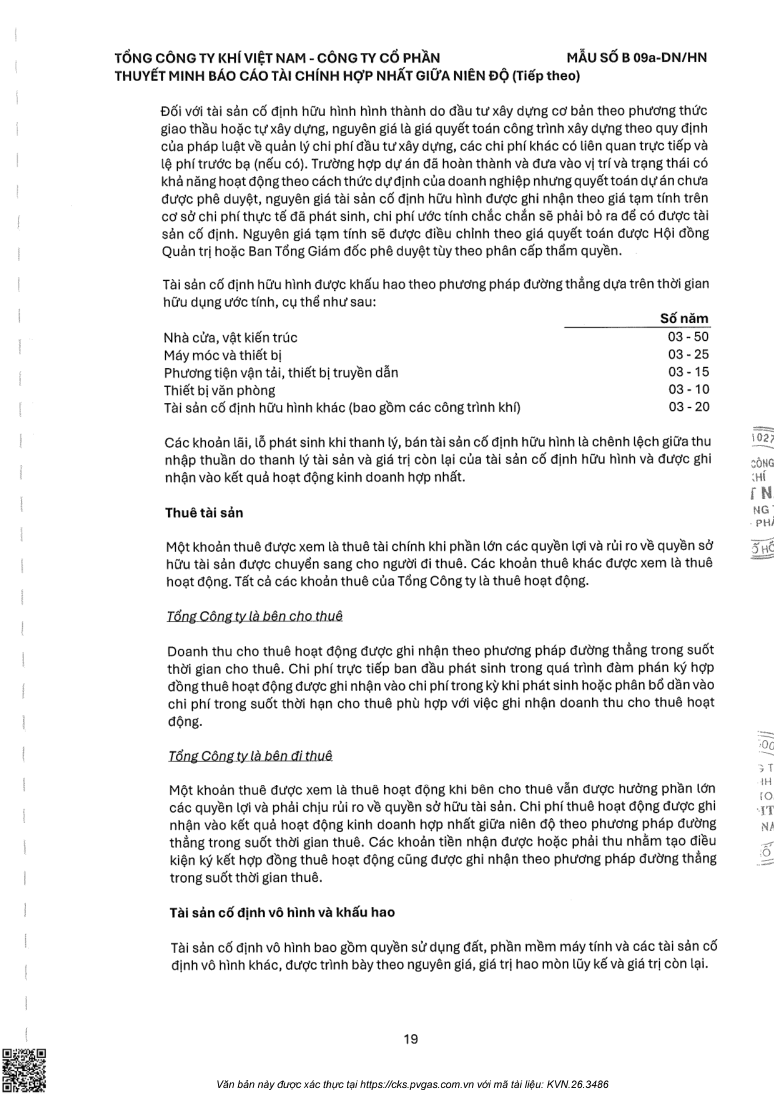 TỔNG CÔNG TY KHÍ VIỆT NAM - CÔNG TY CỔ PHẦN MẪU SỐ B 09a-DN/HN
THUYẾT MINH BÁO CÁO TÀI CHÍNH HỢP NHẤT GIỮA NIÊN ĐỘ (Tiếp theo)
Đối với tài sản cố định hữu hình hình thành do đầu tư xây dựng cơ bản theo phương thức
giao thầu hoặc tự xây dựng, nguyên giá là giá quyết toán công trình xây dựng theo quy định
của pháp luật về quản lý chi phí đầu tư xây dựng, các chi phí khác có liên quan trực tiếp và
lệ phí trước bạ (nếu có). Trường hợp dự án đã hoàn thành và đưa vào vị trí và trạng thái có
khả năng hoạt động theo cách thức dự định của doanh nghiệp nhưng quyết toán dự án chưa
được phê duyệt, nguyên giá tài sản cố định hữu hình được ghi nhận theo giá tạm tính trên
cơ sở chi phí thực tế đã phát sinh, chi phí ước tính chắc chắn sẽ phải bỏ ra để có được tài
sản cố định. Nguyên giá tạm tính sẽ được điều chỉnh theo giá quyết toán được Hội đồng
Quản trị hoặc Ban Tổng Giám đốc phê duyệt tùy theo phân cấp thẩm quyền.
Tài sản cố định hữu hình được khấu hao theo phương pháp đường thẳng dựa trên thời gian
hữu dụng ước tính, cụ thể như sau:
Số năm
Nhà cửa, vật kiến trúc 03 - 50
Máy móc và thiết bị 03 - 25
Phương tiện vận tải, thiết bị truyền dẫn 03 - 15
Thiết bị văn phòng 03 - 10
Tài sản cố định hữu hình khác (bao gồm các công trình khí) 03 - 20
Các khoản lãi, lỗ phát sinh khi thanh lý, bán tài sản cố định hữu hình là chênh lệch giữa thu
nhập thuần do thanh lý tài sản và giá trị còn lại của tài sản cố định hữu hình và được ghi
nhận vào kết quả hoạt động kinh doanh hợp nhất.
Thuê tài sản
Một khoản thuê được xem là thuê tài chính khi phần lớn các quyền lợi và rủi ro về quyền sở
hữu tài sản được chuyển sang cho người đi thuê. Các khoản thuê khác được xem là thuê
hoạt động. Tất cả các khoản thuê của Tổng Công ty là thuê hoạt động.
Tổng Công ty là bên cho thuê
Doanh thu cho thuê hoạt động được ghi nhận theo phương pháp đường thẳng trong suốt
thời gian cho thuê. Chi phí trực tiếp ban đầu phát sinh trong quá trình đàm phán ký hợp
đồng thuê hoạt động được ghi nhận vào chi phí trong kỳ khi phát sinh hoặc phân bổ dần vào
chi phí trong suốt thời hạn cho thuê phù hợp với việc ghi nhận doanh thu cho thuê hoạt
động.
Tổng Công ty là bên đi thuê
Một khoản thuê được xem là thuê hoạt động khi bên cho thuê vẫn được hưởng phần lớn
các quyền lợi và phải chịu rủi ro về quyền sở hữu tài sản. Chi phí thuê hoạt động được ghi
nhận vào kết quả hoạt động kinh doanh hợp nhất giữa niên độ theo phương pháp đường
thẳng trong suốt thời gian thuê. Các khoản tiền nhận được hoặc phải thu nhằm tạo điều
kiện ký kết hợp đồng thuê hoạt động cũng được ghi nhận theo phương pháp đường thẳng
trong suốt thời gian thuê.
Tài sản cố định vô hình và khấu hao
Tài sản cố định vô hình bao gồm quyền sử dụng đất, phần mềm máy tính và các tài sản cố
định vô hình khác, được trình bày theo nguyên giá, giá trị hao mòn lũy kế và giá trị còn lại.
19
Văn bản này được xác thực tại https://cks.pvgas.com.vn với mã tài liệu: KVN.26.3486